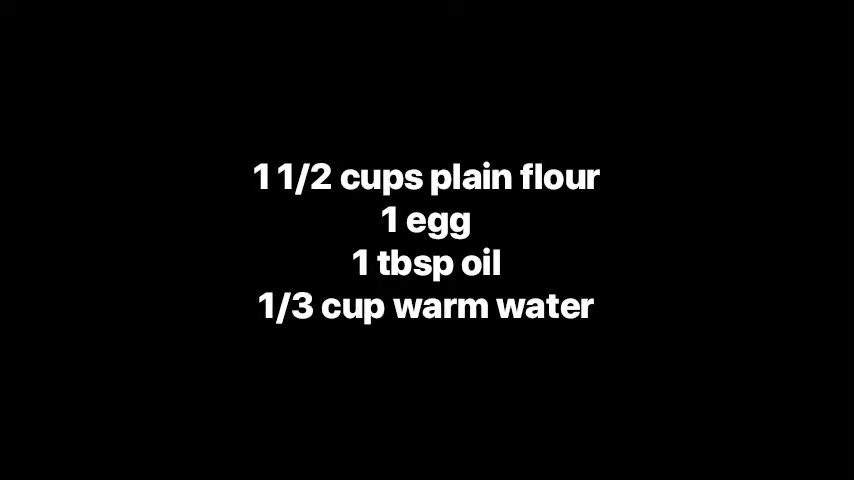 1 1/2 cups plain flour
1 egg
1 tbsp oil
1/3 cup warm water